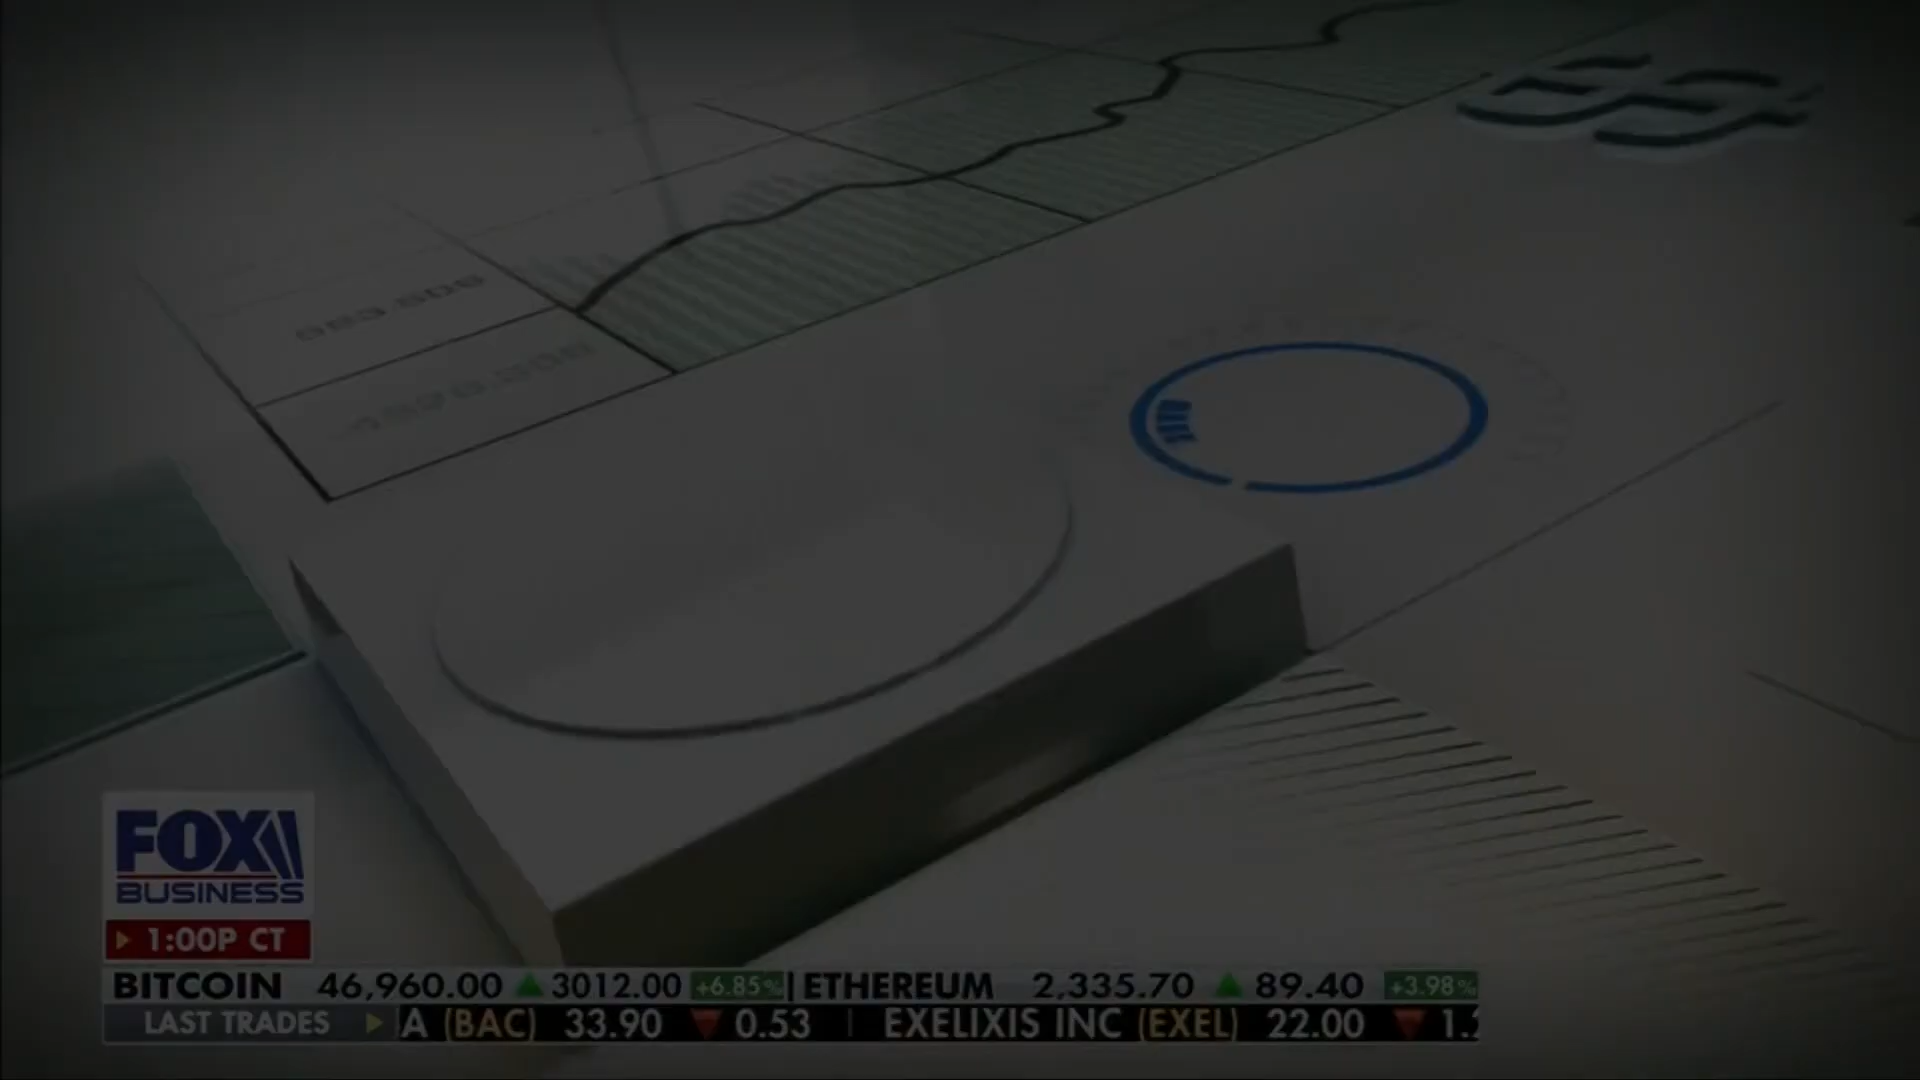 FOX
BUSINESS
1:00P CT
BITCOIN 46,960.00 ▲ 3012.00 +6.85% | ETHEREUM 2,335.70 ▲ 89.40 +3.98%
LAST TRADES A (BAC) 33.90 ▼ 0.53 | EXELIXIS INC (EXEL) 22.00 ▼